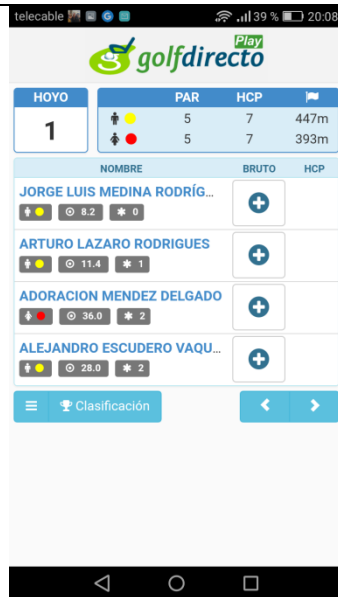 telecable 39 % 20:08
golfdirecto Play
HOYO PAR HCP
1 5 7 447m
5 7 393m
NOMBRE BRUTO HCP
JORGE LUIS MEDINA RODRÍG...
8.2 0
ARTURO LAZARO RODRIGUES
11.4 1
ADORACION MENDEZ DELGADO
36.0 2
ALEJANDRO ESCUDERO VAQU...
28.0 2
Clasificación